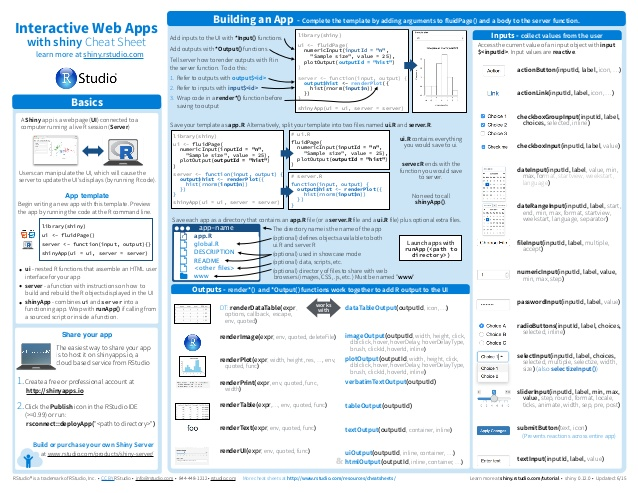 Interactive Web Apps
with shiny Cheat Sheet
learn more at shiny.rstudio.com
R Studio
Basics
A Shiny app is a web page (UI) connected to a
computer running a live R session (Server)
Users can manipulate the UI, which will cause the
server to update the UI's displays (by running R code).
App template
Begin writing a new app with this template. Preview
the app by running the code at the R command line.
library(shiny)
ui <- fluidPage()
server <- function(input, output){}
shinyApp(ui = ui, server = server)
• ui - nested R functions that assemble an HTML user
interface for your app
• server - a function with instructions on how to
build and rebuild the R objects displayed in the UI
• shinyApp - combines ui and server into a
functioning app. Wrap with runApp() if calling from
a sourced script or inside a function.
Share your app
The easiest way to share your app
is to host it on shinyapps.io, a
cloud based service from RStudio
1. Create a free or professional account at
http://shinyapps.io
2. Click the Publish icon in the RStudio IDE
(>=0.99) or run:
rsconnect::deployApp("<path to directory>")
Build or purchase your own Shiny Server
at www.rstudio.com/products/shiny-server/
Building an App - Complete the template by adding arguments to fluidPage() and a body to the server function.
Add inputs to the UI with *Input() functions
Add outputs with *Output() functions
Tell server how to render outputs with R in
the server function. To do this:
1. Refer to outputs with output$<id>
2. Refer to inputs with input$<id>
3. Wrap code in a render*() function before
saving to output
library(shiny)
ui <- fluidPage(
numericInput(inputId = "n",
"Sample size", value = 25),
plotOutput(outputId = "hist")
)
server <- function(input, output) {
output$hist <- renderPlot({
hist(rnorm(input$n))
})
}
shinyApp(ui = ui, server = server)
Save your template as app.R. Alternatively, split your template into two files named ui.R and server.R.
library(shiny)
ui <- fluidPage(
numericInput(inputId = "n",
"Sample size", value = 25),
plotOutput(outputId = "hist")
)
server <- function(input, output) {
output$hist <- renderPlot({
hist(rnorm(input$n))
})
}
shinyApp(ui = ui, server = server)
# ui.R
fluidPage(
numericInput(inputId = "n",
"Sample size", value = 25),
plotOutput(outputId = "hist")
)
# server.R
function(input, output) {
output$hist <- renderPlot({
hist(rnorm(input$n))
})
}
ui.R contains everything
you would save to ui.
server.R ends with the
function you would save
to server.
No need to call
shinyApp().
Save each app as a directory that contains an app.R file (or a server.R file and a ui.R file) plus optional extra files.
app-name
app.R
global.R
DESCRIPTION
README
<other files>
www
The directory name is the name of the app
(optional) defines objects available to both
ui.R and server.R
(optional) used in showcase mode
(optional) data, scripts, etc.
(optional) directory of files to share with web
browsers (images, CSS, .js, etc.) Must be named "www"
Launch apps with
runApp(<path to
directory>)
Outputs - render*() and *Output() functions work together to add R output to the UI
works
with
DT::renderDataTable(expr,
options, callback, escape,
env, quoted)
dataTableOutput(outputId, icon, …)
renderImage(expr, env, quoted, deleteFile)
imageOutput(outputId, width, height, click,
dblclick, hover, hoverDelay, hoverDelayType,
brush, clickId, hoverId, inline)
renderPlot(expr, width, height, res, …, env,
quoted, func)
plotOutput(outputId, width, height, click,
dblclick, hover, hoverDelay, hoverDelayType,
brush, clickId, hoverId, inline)
renderPrint(expr, env, quoted, func,
width)
verbatimTextOutput(outputId)
renderTable(expr,…, env, quoted, func)
tableOutput(outputId)
foo
renderText(expr, env, quoted, func)
textOutput(outputId, container, inline)
renderUI(expr, env, quoted, func)
uiOutput(outputId, inline, container, …)
& htmlOutput(outputId, inline, container, …)
Inputs - collect values from the user
Access the current value of an input object with input
$<inputId>. Input values are reactive.
Action
actionButton(inputId, label, icon, …)
Link
actionLink(inputId, label, icon, …)
Choice 1
Choice 2
Choice 3
checkboxGroupInput(inputId, label,
choices, selected, inline)
Check me
checkboxInput(inputId, label, value)
dateInput(inputId, label, value, min,
max, format, startview, weekstart,
language)
dateRangeInput(inputId, label, start,
end, min, max, format, startview,
weekstart, language, separator)
fileInput(inputId, label, multiple,
accept)
1
numericInput(inputId, label, value,
min, max, step)
passwordInput(inputId, label, value)
Choice A
Choice B
Choice C
radioButtons(inputId, label, choices,
selected, inline)
Choice 1
Choice 1
Choice 2
selectInput(inputId, label, choices,
selected, multiple, selectize, width,
size) (also selectizeInput())
sliderInput(inputId, label, min, max,
value, step, round, format, locale,
ticks, animate, width, sep, pre, post)
Apply Changes
submitButton(text, icon)
(Prevents reactions across entire app)
Enter text
textInput(inputId, label, value)
RStudio® is a trademark of RStudio, Inc. • CC BY RStudio • info@rstudio.com • 844-448-1212 • rstudio.com
More cheat sheets at http://www.rstudio.com/resources/cheatsheets/
Learn more at shiny.rstudio.com/tutorial • shiny 0.12.0 • Updated: 6/15